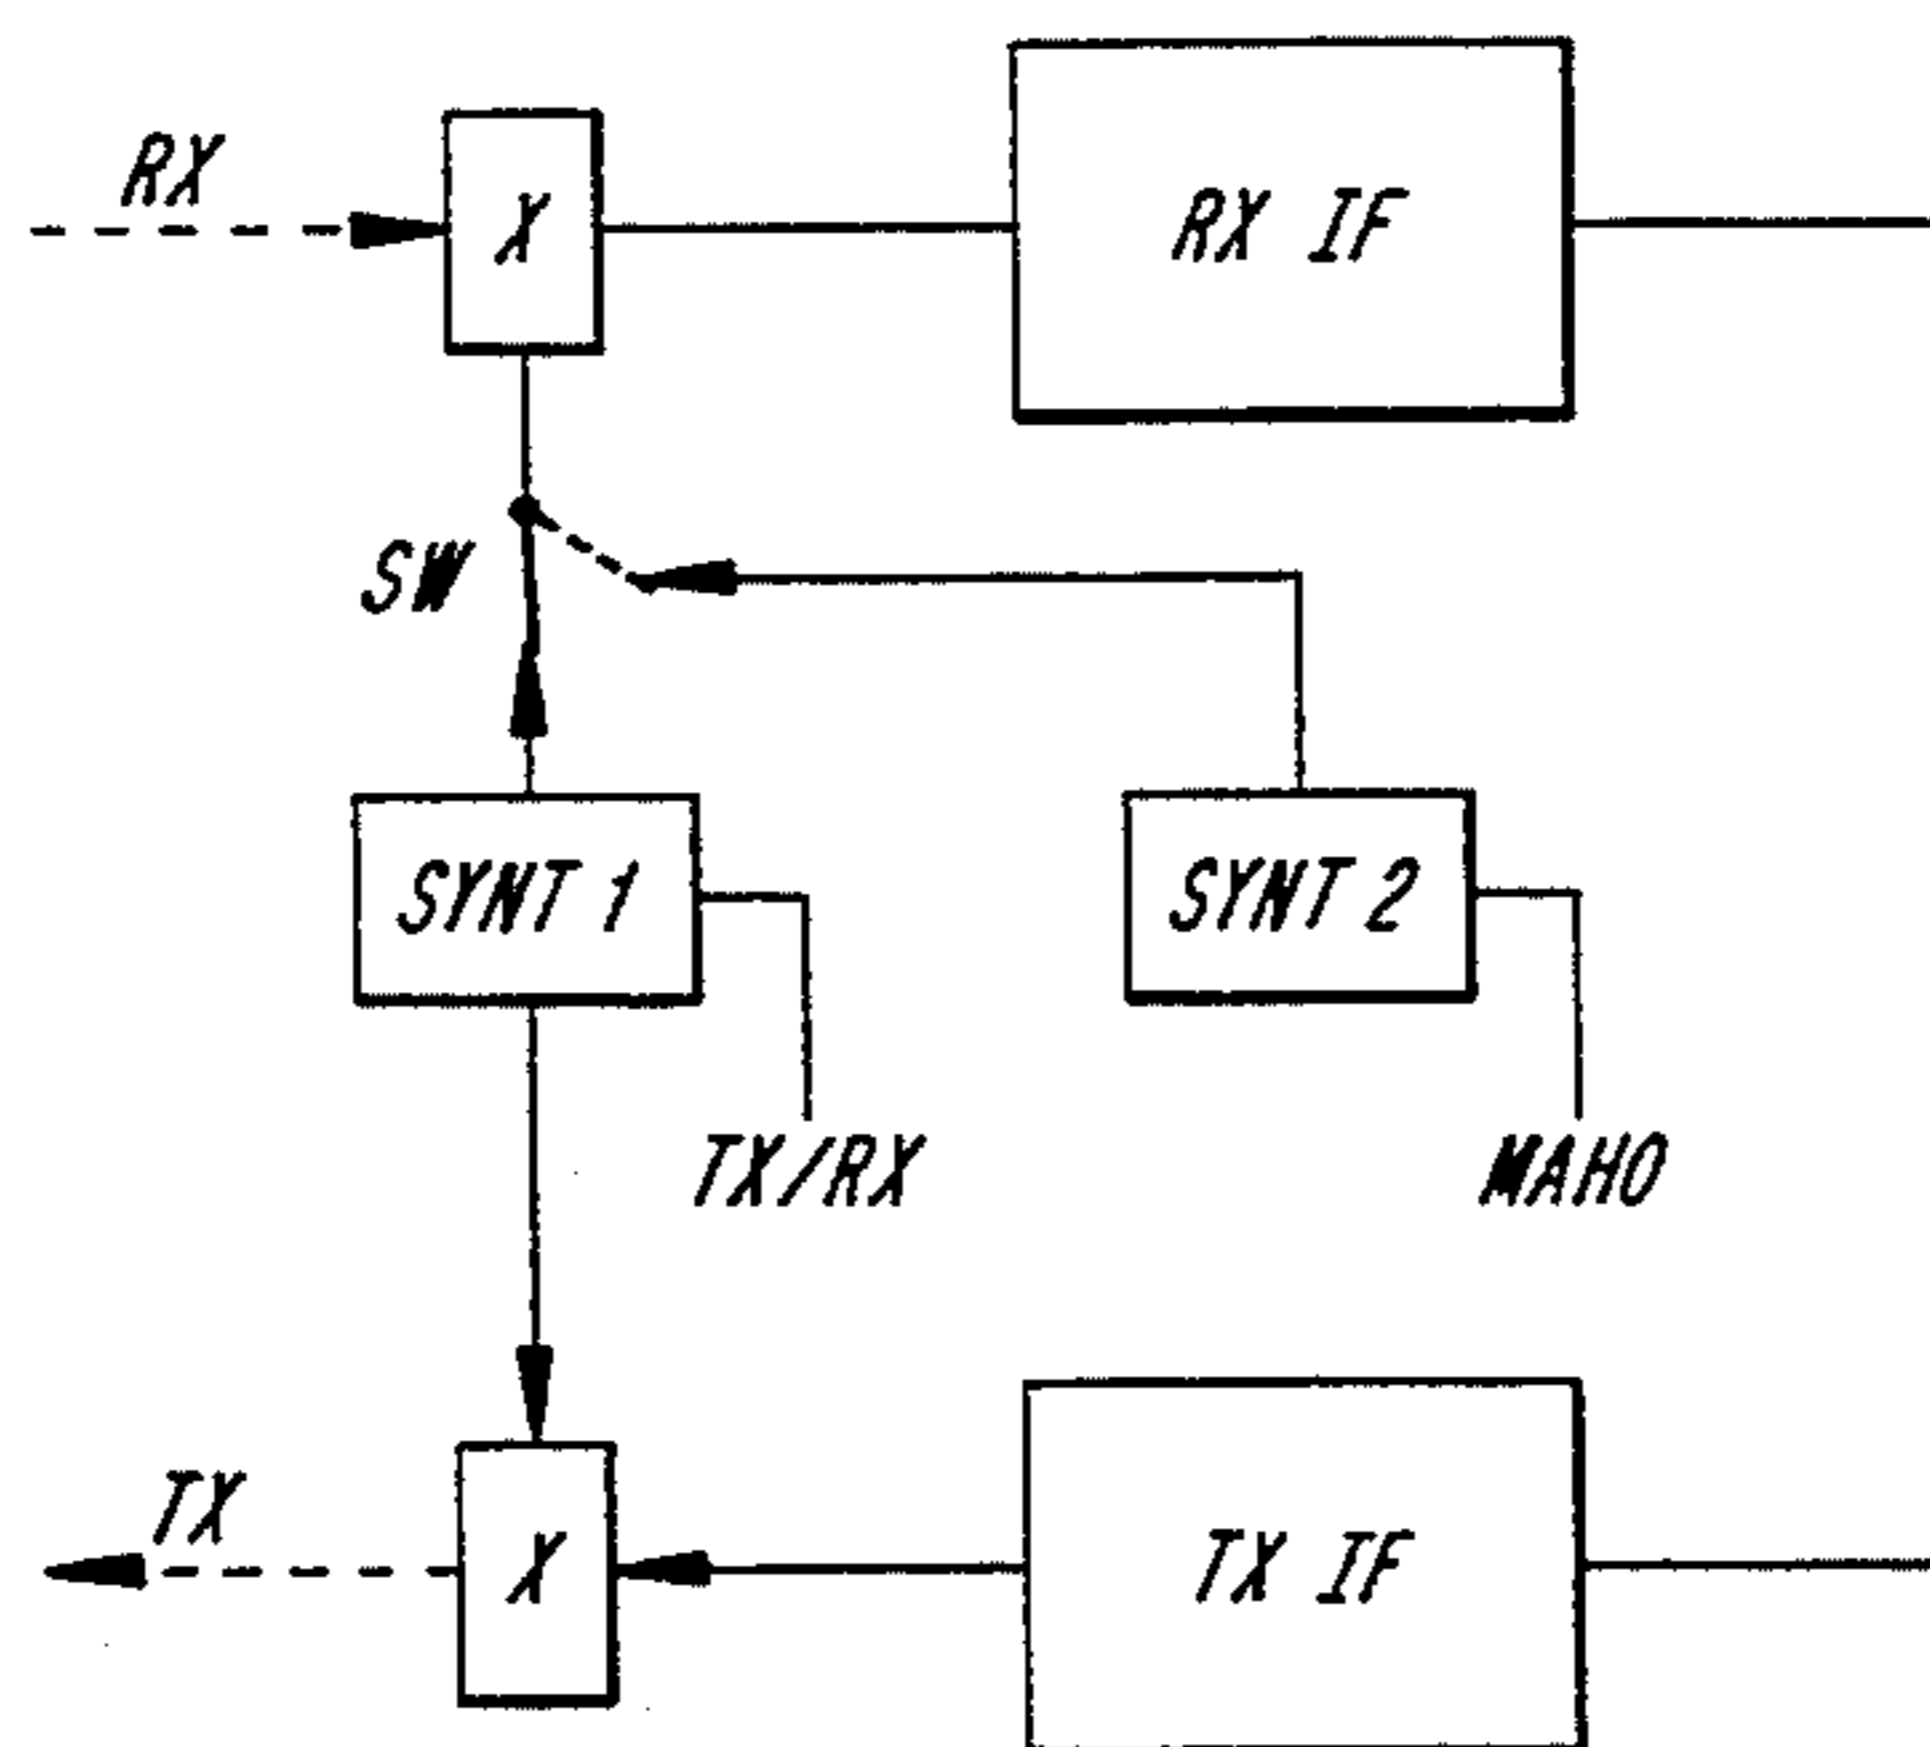 RX
X
RX IF
SW
SYNT 1
SYNT 2
TX/RX
MAHO
TX
X
TX IF